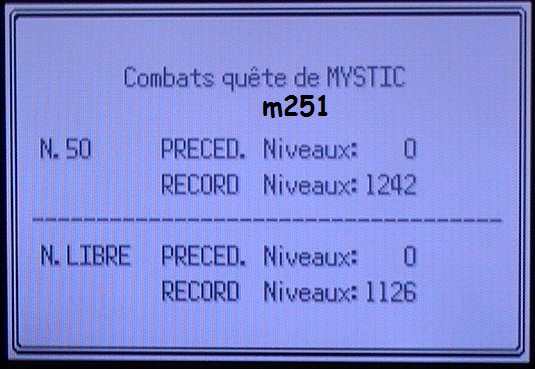 Combats quête de MYSTIC
m251
N. 50 PRECED. Niveaux: 0
RECORD Niveaux: 1242
N. LIBRE PRECED. Niveaux: 0
RECORD Niveaux: 1126